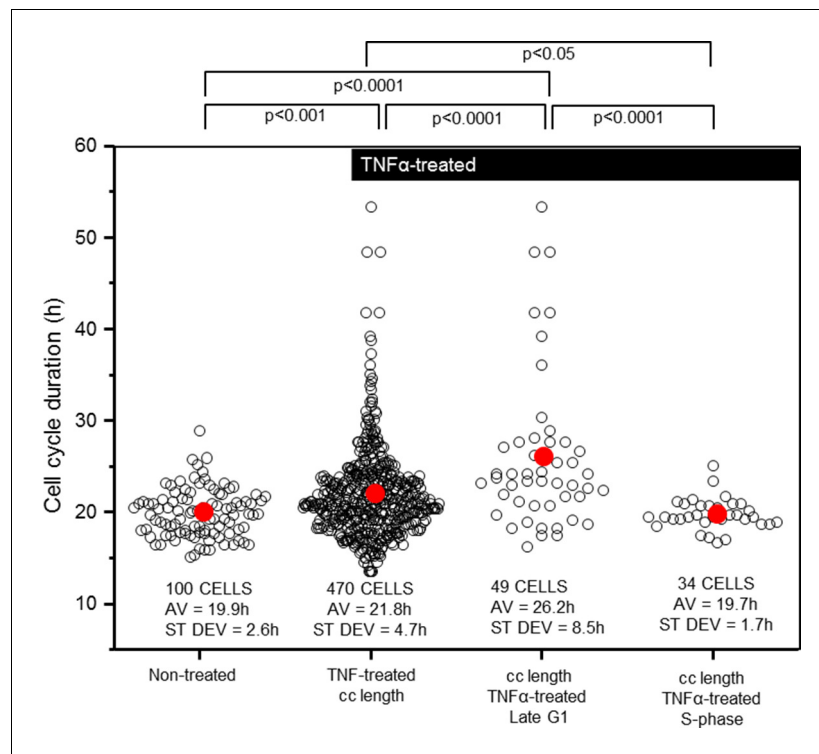 p<0.05
p<0.0001
p<0.001
p<0.0001
p<0.0001
60
TNFα-treated
50
40
30
20
10
Cell cycle duration (h)
100 CELLS
AV = 19.9h
ST DEV = 2.6h
470 CELLS
AV = 21.8h
ST DEV = 4.7h
49 CELLS
AV = 26.2h
ST DEV = 8.5h
34 CELLS
AV = 19.7h
ST DEV = 1.7h
Non-treated
TNF-treated
cc length
cc length
TNFα-treated
Late G1
cc length
TNFα-treated
S-phase